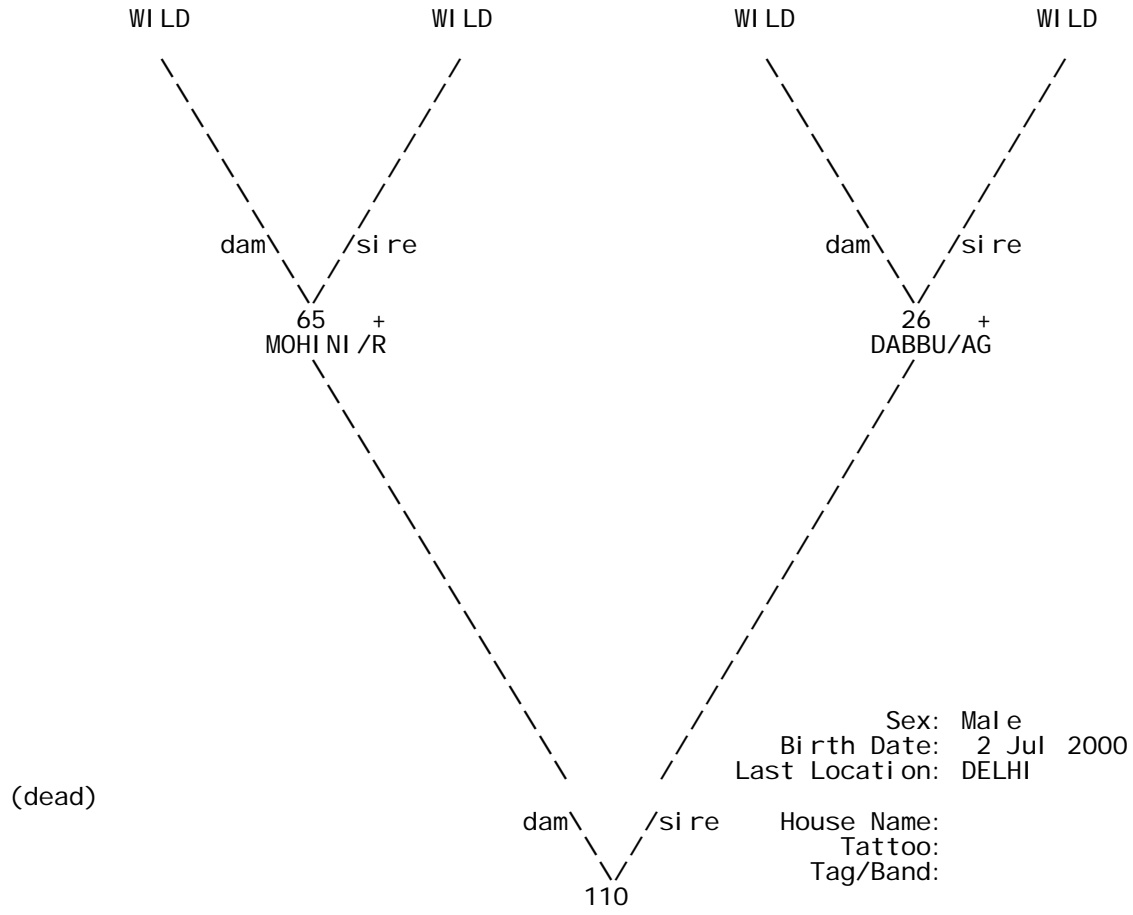 WILD WILD WILD WILD
dam sire dam sire
65 + 26 +
MOHINI/R DABBU/AG
Sex: Male
Birth Date: 2 Jul 2000
Last Location: DELHI
(dead)
dam sire House Name:
Tattoo:
Tag/Band:
110